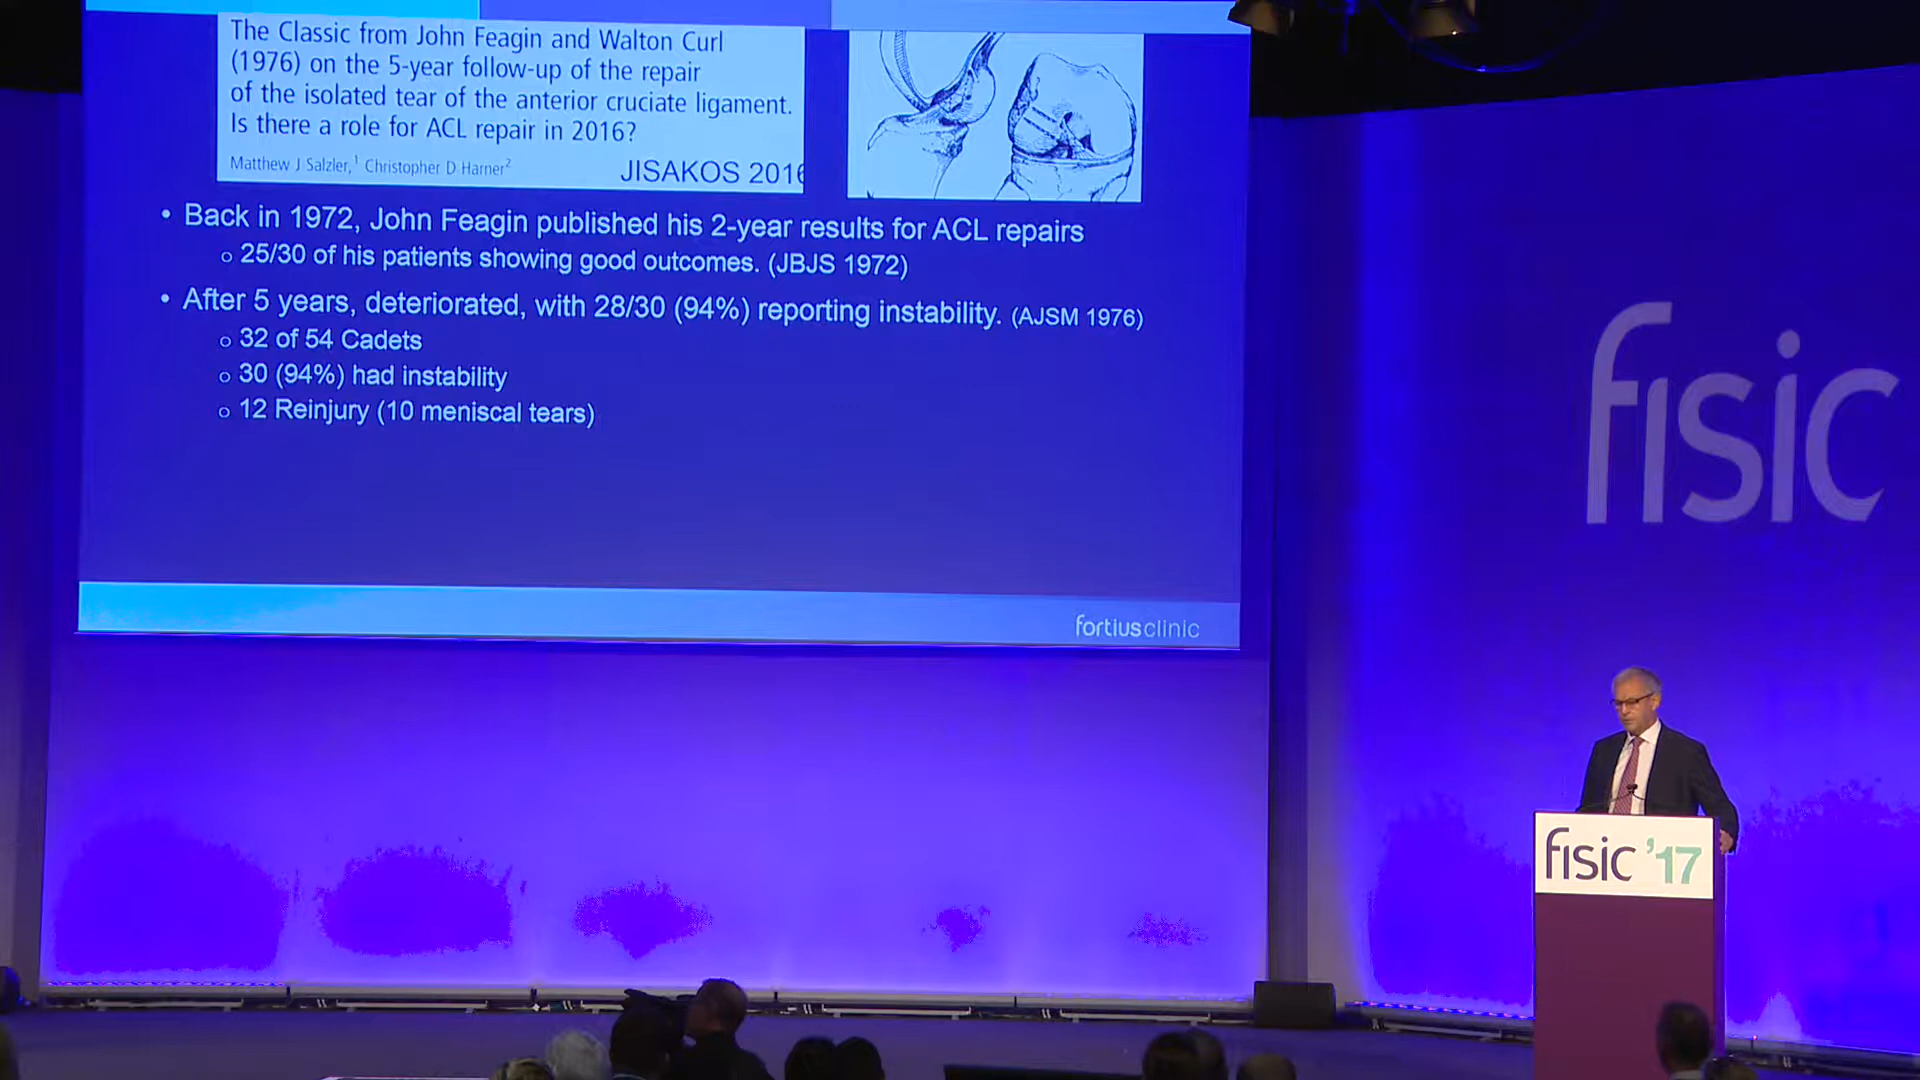 The Classic from John Feagin and Walton Curl
(1976) on the 5-year follow-up of the repair
of the isolated tear of the anterior cruciate ligament.
Is there a role for ACL repair in 2016?
Matthew J Salzler,1 Christopher D Harner2
JISAKOS 2016
• Back in 1972, John Feagin published his 2-year results for ACL repairs
o 25/30 of his patients showing good outcomes. (JBJS 1972)
• After 5 years, deteriorated, with 28/30 (94%) reporting instability. (AJSM 1976)
o 32 of 54 Cadets
o 30 (94%) had instability
o 12 Reinjury (10 meniscal tears)
fortiusclinic
fisic
fisic '17